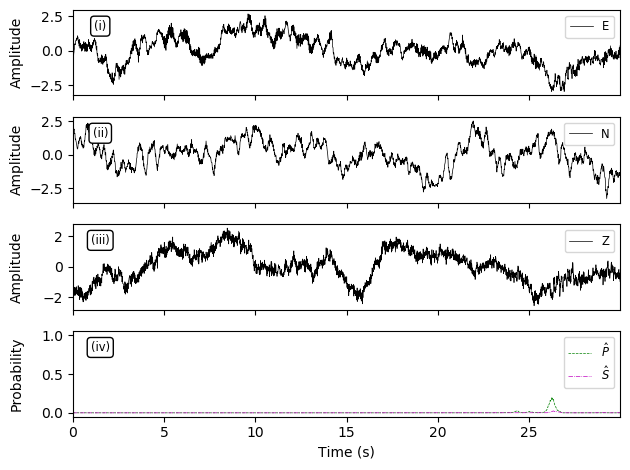 2.5
0.0
−2.5
Amplitude
(i)
E
2.5
0.0
−2.5
Amplitude
(ii)
N
2
0
−2
Amplitude
(iii)
Z
1.0
0.5
0.0
Probability
(iv)
P̂
Ŝ
0 5 10 15 20 25
Time (s)